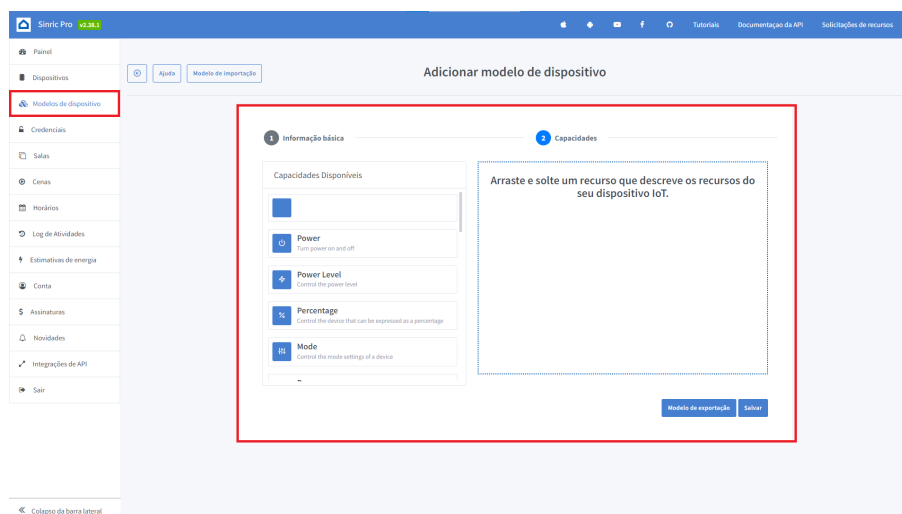 Sinric Pro v2.38.1
Tutoriais
Documentaçao da API
Solicitações de recursos
Painel
Dispositivos
Modelos de dispositivo
Credenciais
Salas
Cenas
Horários
Log de Atividades
Estimativas de energia
Conta
Assinaturas
Novidades
Integrações de API
Sair
Colapso da barra lateral
Ajuda
Modelo de importação
Adicionar modelo de dispositivo
1 Informação básica
2 Capacidades
Capacidades Disponíveis
Power
Turn power on and off
Power Level
Control the power level
Percentage
Control the device that can be expressed as a percentage
Mode
Control the mode settings of a device
Arraste e solte um recurso que descreve os recursos do
seu dispositivo IoT.
Modelo de exportação
Salvar